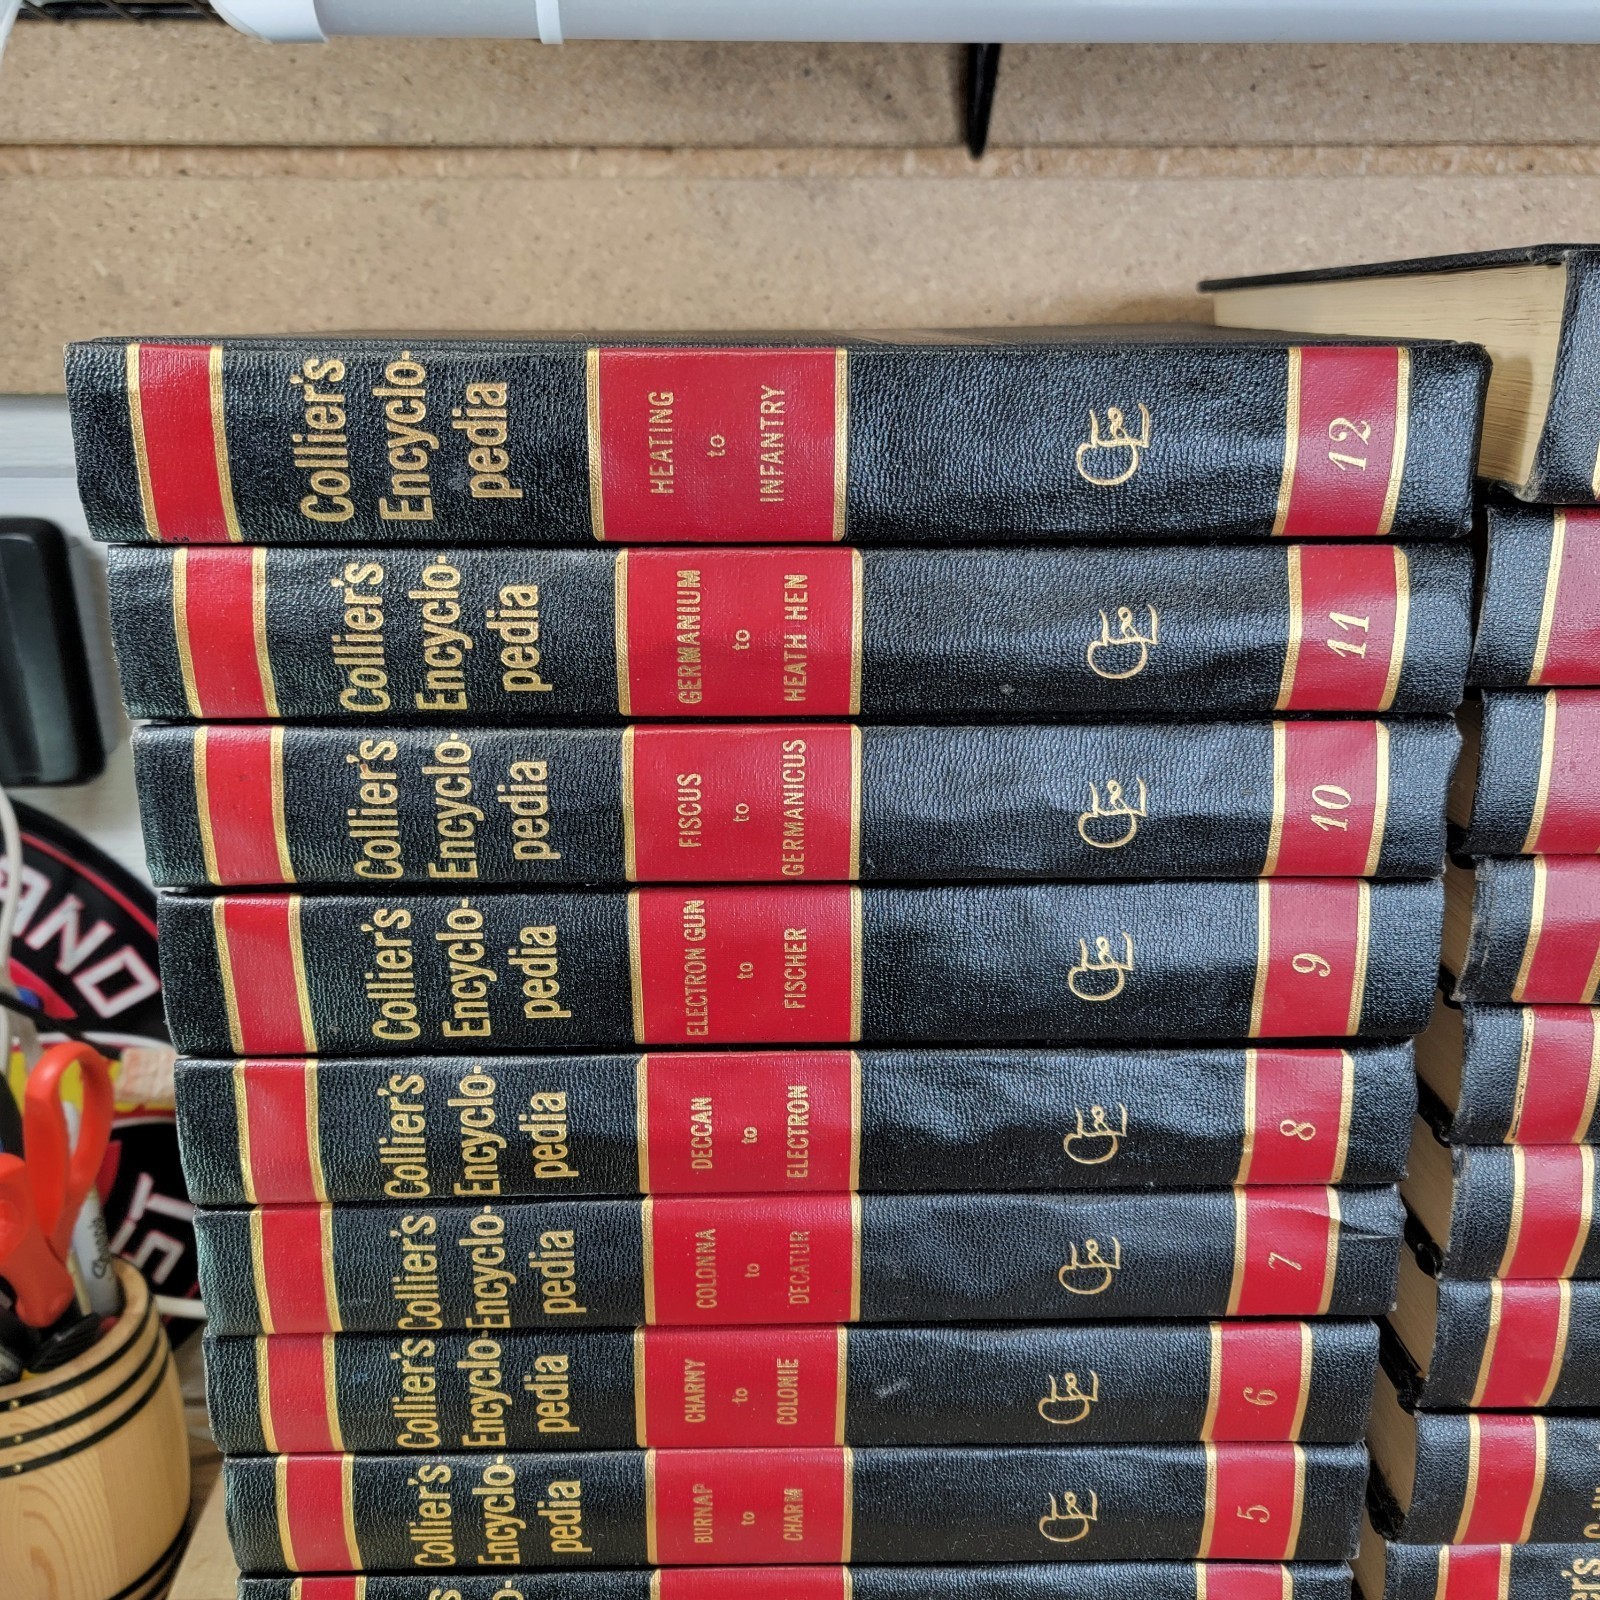 Collier's
Encyclo-
pedia
HEATING
to
INFANTRY
12
Collier's
Encyclo-
pedia
GERMANIUM
to
HEATH HEN
11
Collier's
Encyclo-
pedia
FISCUS
to
GERMANICUS
10
Collier's
Encyclo-
pedia
ELECTRON GUN
to
FISCHER
9
Collier's
Encyclo-
pedia
DECCAN
to
ELECTRON
8
Collier's
Encyclo-
pedia
COLONNA
to
DECATUR
7
Collier's
Encyclo-
pedia
CHARNY
to
COLONIE
6
Collier's
Encyclo-
pedia
BURNAP
to
CHARM
5
Sharpie